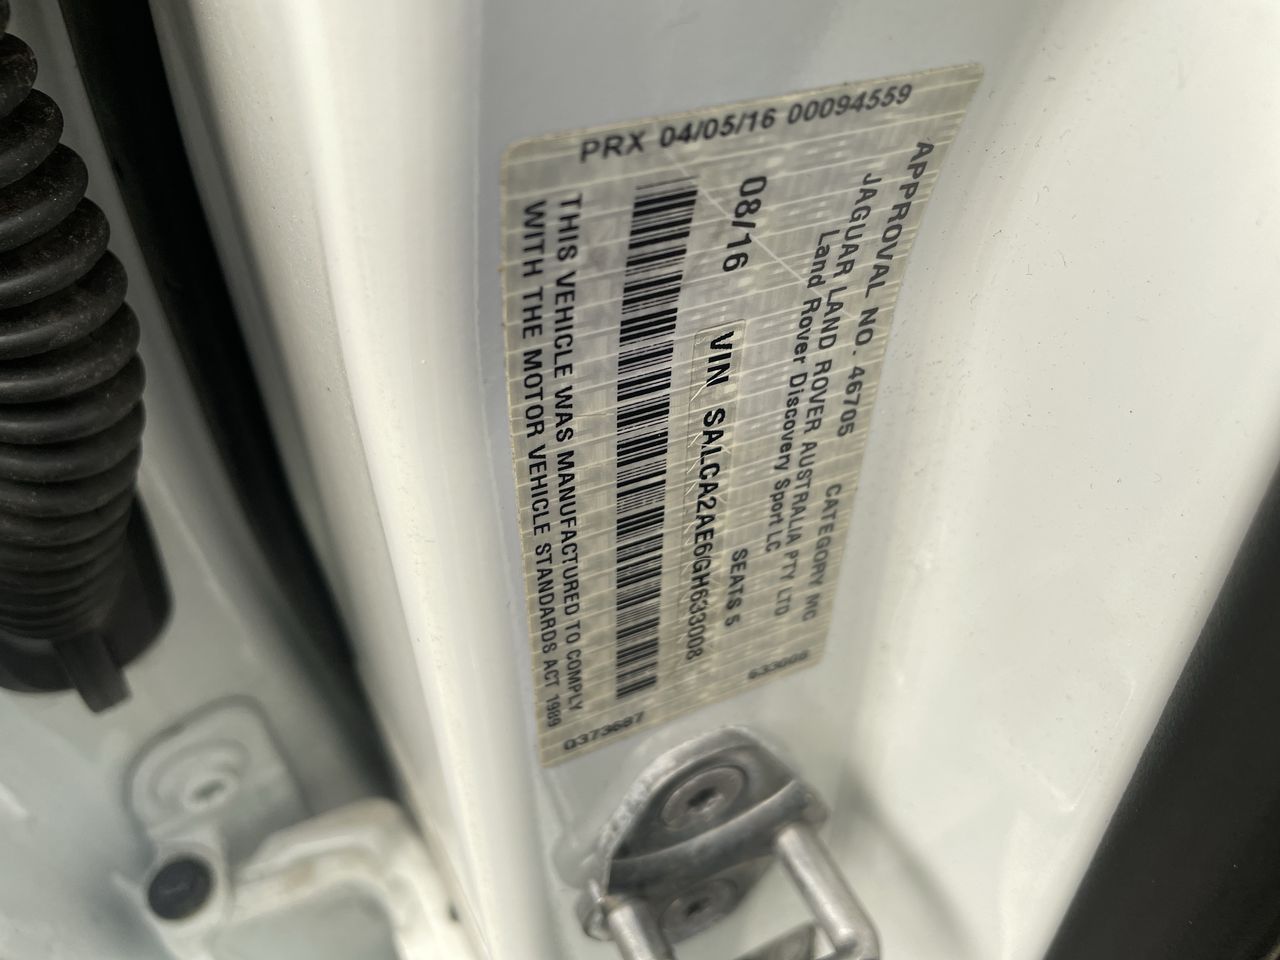 PRX 04/05/16 00094559
APPROVAL NO. 46705 CATEGORY MC
JAGUAR LAND ROVER AUSTRALIA PTY LTD
Land Rover Discovery Sport LC
08/16 SEATS 5
VIN SALCA2AE6GH633008
THIS VEHICLE WAS MANUFACTURED TO COMPLY
WITH THE MOTOR VEHICLE STANDARDS ACT 1989
633008
Q373687